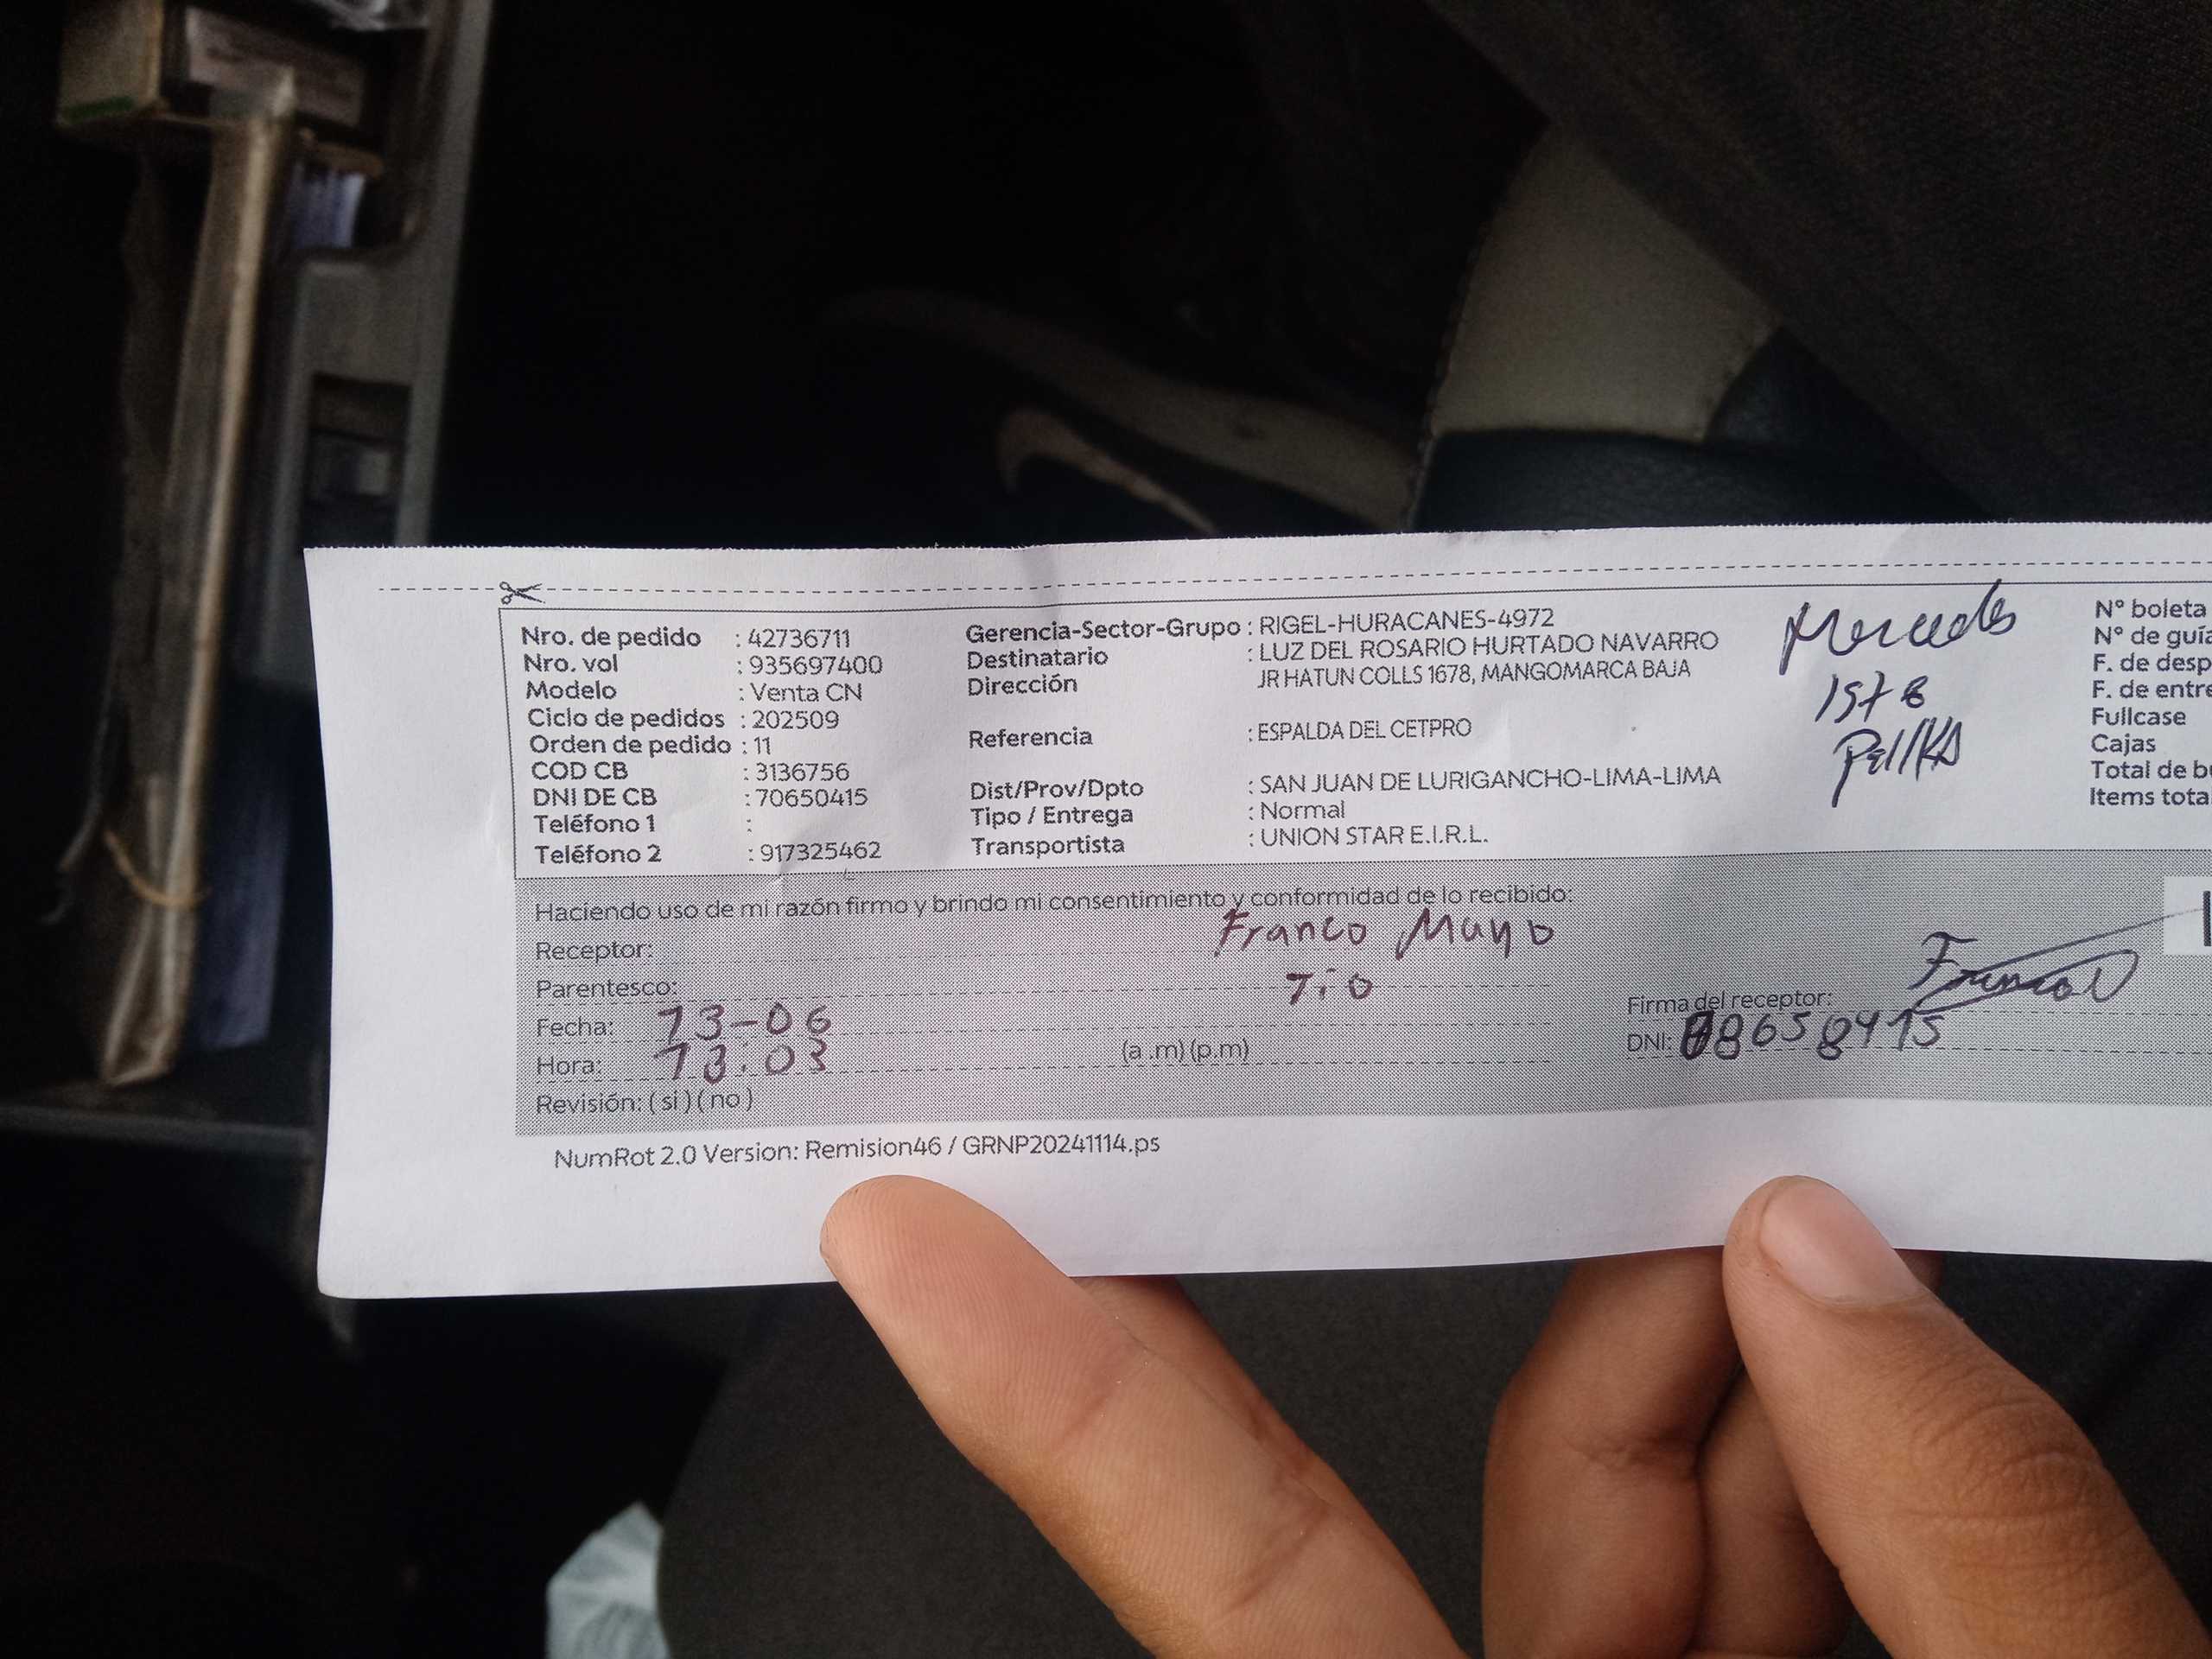 Nro. de pedido : 42736711
Nro. vol : 935697400
Modelo : Venta CN
Ciclo de pedidos : 202509
Orden de pedido : 11
COD CB : 3136756
DNI DE CB : 70650415
Teléfono 1 :
Teléfono 2 : 917325462
Gerencia-Sector-Grupo : RIGEL-HURACANES-4972
Destinatario : LUZ DEL ROSARIO HURTADO NAVARRO
Dirección JR HATUN COLLS 1678, MANGOMARCA BAJA
Referencia : ESPALDA DEL CETPRO
Dist/Prov/Dpto : SAN JUAN DE LURIGANCHO-LIMA-LIMA
Tipo / Entrega : Normal
Transportista : UNION STAR E.I.R.L.
Mercedes
N° boleta
N° de guía
F. de desp
F. de entre
Fullcase
Cajas
Total de bu
Items tota
Haciendo uso de mi razón firmo y brindo mi consentimiento y conformidad de lo recibido:
Receptor: Franco Mayo
Parentesco: Tio
Fecha: 13-06
Hora: 13:03 (a .m) (p.m)
Revisión: ( si ) ( no )
Franco
Firma del receptor:
DNI:
NumRot 2.0 Version: Remision46 / GRNP20241114.ps